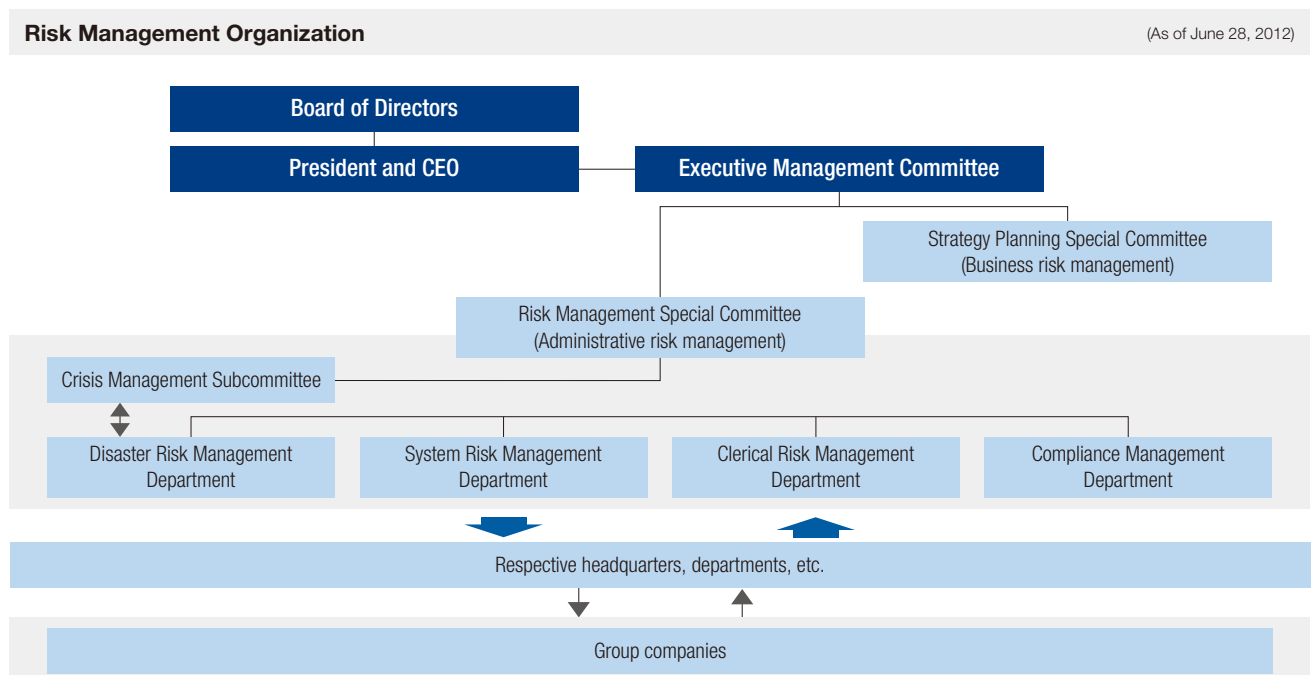 Risk Management Organization
(As of June 28, 2012)
Board of Directors
President and CEO
Executive Management Committee
Strategy Planning Special Committee
(Business risk management)
Risk Management Special Committee
(Administrative risk management)
Crisis Management Subcommittee
Disaster Risk Management
Department
System Risk Management
Department
Clerical Risk Management
Department
Compliance Management
Department
Respective headquarters, departments, etc.
Group companies